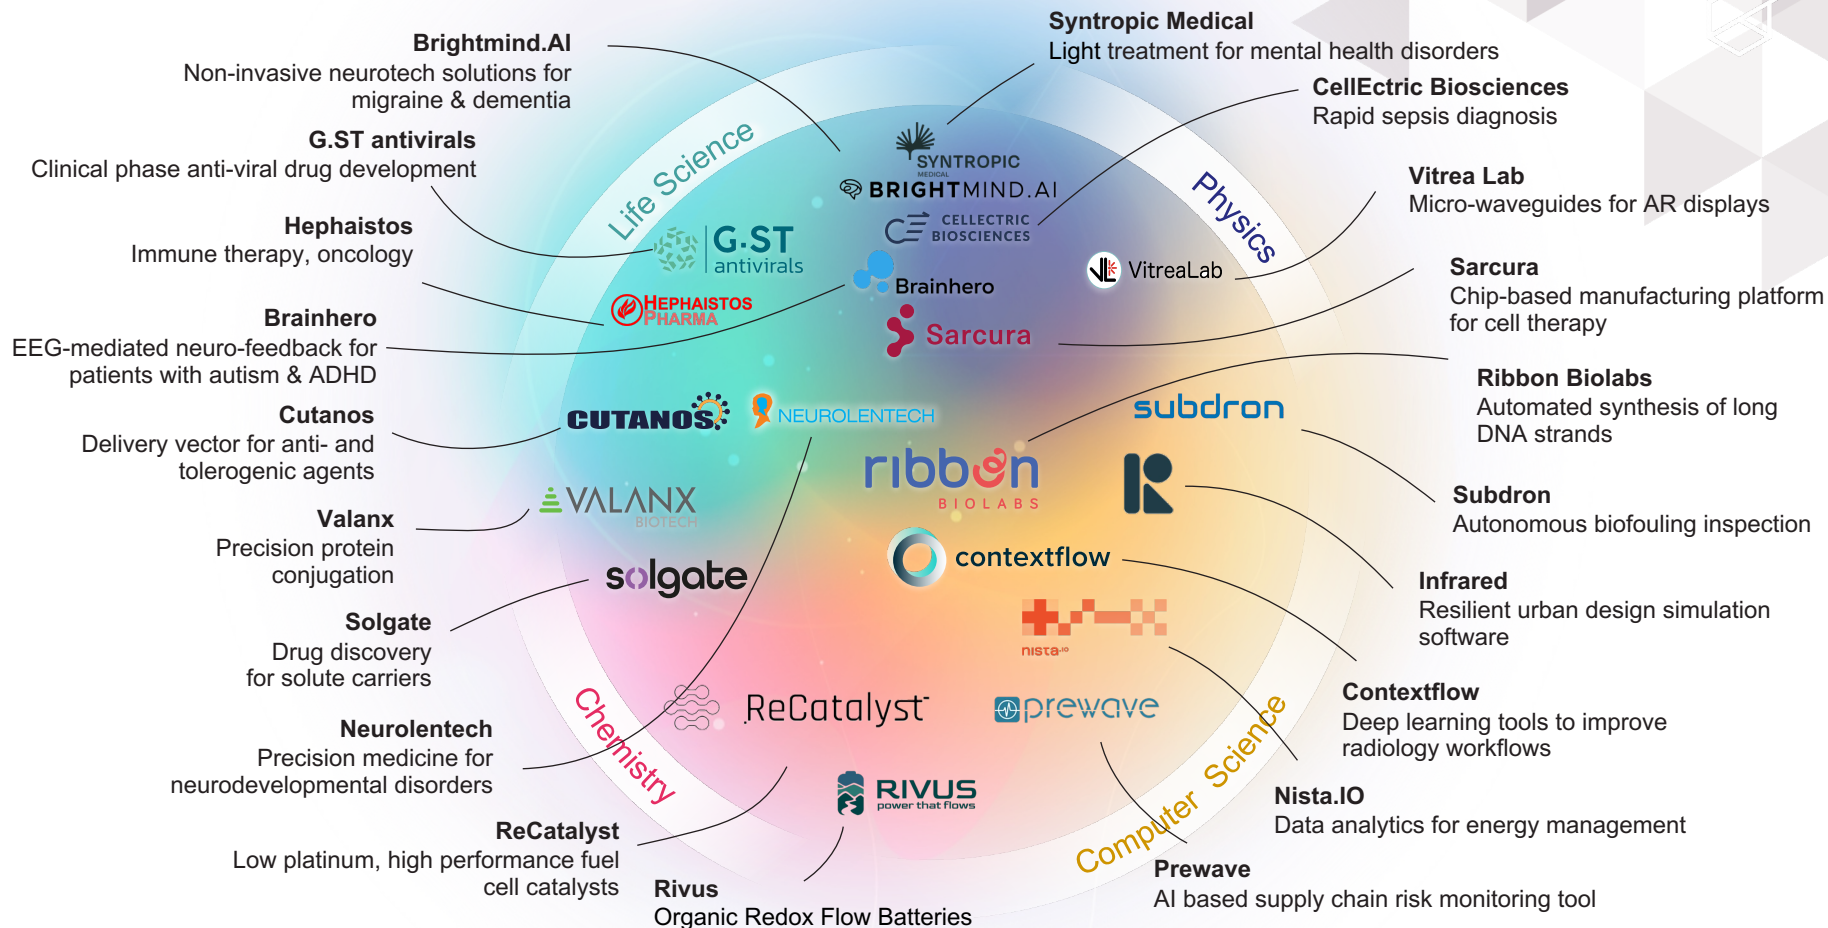 Brightmind.AI
Non-invasive neurotech solutions for
migraine & dementia
G.ST antivirals
Clinical phase anti-viral drug development
Hephaistos
Immune therapy, oncology
Brainhero
EEG-mediated neuro-feedback for
patients with autism & ADHD
Cutanos
Delivery vector for anti- and
tolerogenic agents
Valanx
Precision protein
conjugation
Solgate
Drug discovery
for solute carriers
Neurolentech
Precision medicine for
neurodevelopmental disorders
ReCatalyst
Low platinum, high performance fuel
cell catalysts
Rivus
Organic Redox Flow Batteries
Life Science
Physics
Chemistry
Computer Science
SYNTROPIC
MEDICAL
BRIGHTMIND.AI
CELLECTRIC
BIOSCIENCES
G.ST
antivirals
Brainhero
VitreaLab
HEPHAISTOS
PHARMA
Sarcura
CUTANOS
NEUROLENTECH
subdron
ribbon
BIOLABS
VALANX
BIOTECH
contextflow
solgate
nista.io
ReCatalyst
prewave
RIVUS
power that flows
Syntropic Medical
Light treatment for mental health disorders
CellEctric Biosciences
Rapid sepsis diagnosis
Vitrea Lab
Micro-waveguides for AR displays
Sarcura
Chip-based manufacturing platform
for cell therapy
Ribbon Biolabs
Automated synthesis of long
DNA strands
Subdron
Autonomous biofouling inspection
Infrared
Resilient urban design simulation
software
Contextflow
Deep learning tools to improve
radiology workflows
Nista.IO
Data analytics for energy management
Prewave
AI based supply chain risk monitoring tool